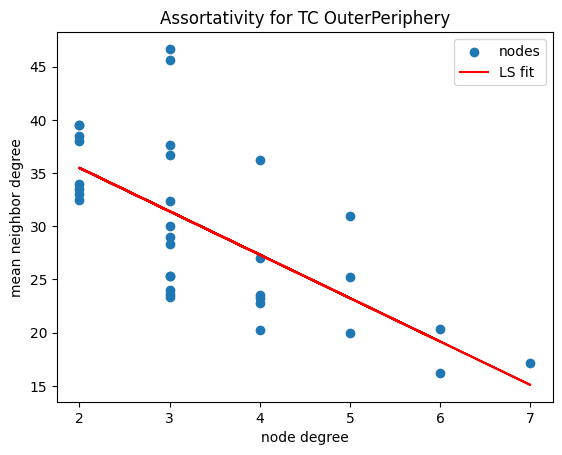 Assortativity for TC OuterPeriphery
nodes
LS fit
mean neighbor degree
45
40
35
30
25
20
15
2 3 4 5 6 7
node degree